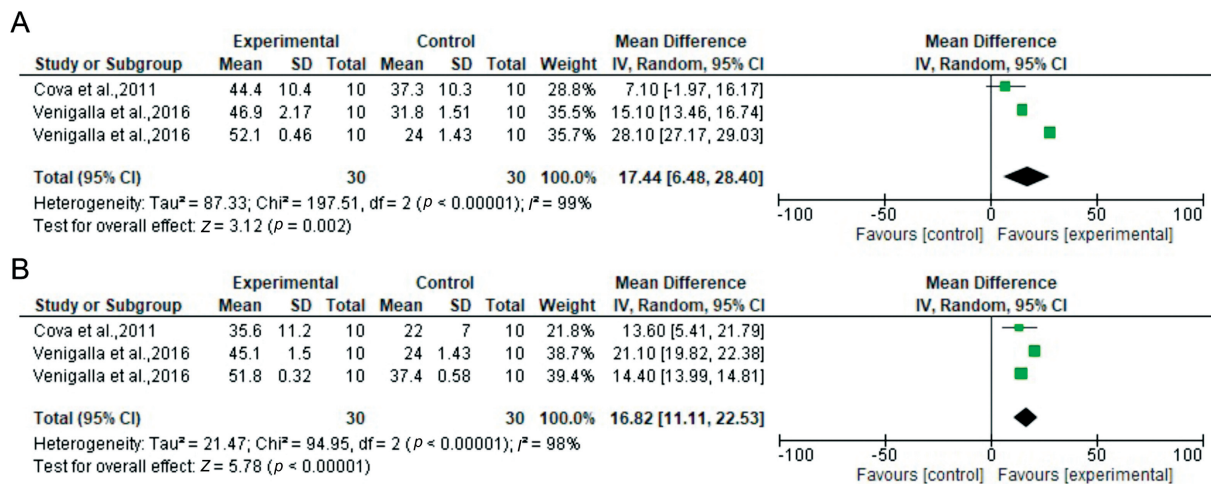 A
Experimental Control Mean Difference Mean Difference
Study or Subgroup Mean SD Total Mean SD Total Weight IV, Random, 95% CI IV, Random, 95% CI
Cova et al.,2011 44.4 10.4 10 37.3 10.3 10 28.8% 7.10 [-1.97, 16.17]
Venigalla et al.,2016 46.9 2.17 10 31.8 1.51 10 35.5% 15.10 [13.46, 16.74]
Venigalla et al.,2016 52.1 0.46 10 24 1.43 10 35.7% 28.10 [27.17, 29.03]
Total (95% CI) 30 30 100.0% 17.44 [6.48, 28.40]
Heterogeneity: Tau² = 87.33; Chi² = 197.51, df = 2 (p < 0.00001); I² = 99%
Test for overall effect: Z = 3.12 (p = 0.002)
-100 -50 0 50 100
Favours [control] Favours [experimental]
B
Experimental Control Mean Difference Mean Difference
Study or Subgroup Mean SD Total Mean SD Total Weight IV, Random, 95% CI IV, Random, 95% CI
Cova et al.,2011 35.6 11.2 10 22 7 10 21.8% 13.60 [5.41, 21.79]
Venigalla et al.,2016 45.1 1.5 10 24 1.43 10 38.7% 21.10 [19.82, 22.38]
Venigalla et al.,2016 51.8 0.32 10 37.4 0.58 10 39.4% 14.40 [13.99, 14.81]
Total (95% CI) 30 30 100.0% 16.82 [11.11, 22.53]
Heterogeneity: Tau² = 21.47; Chi² = 94.95, df = 2 (p < 0.00001); I² = 98%
Test for overall effect: Z = 5.78 (p < 0.00001)
-100 -50 0 50 100
Favours [control] Favours [experimental]